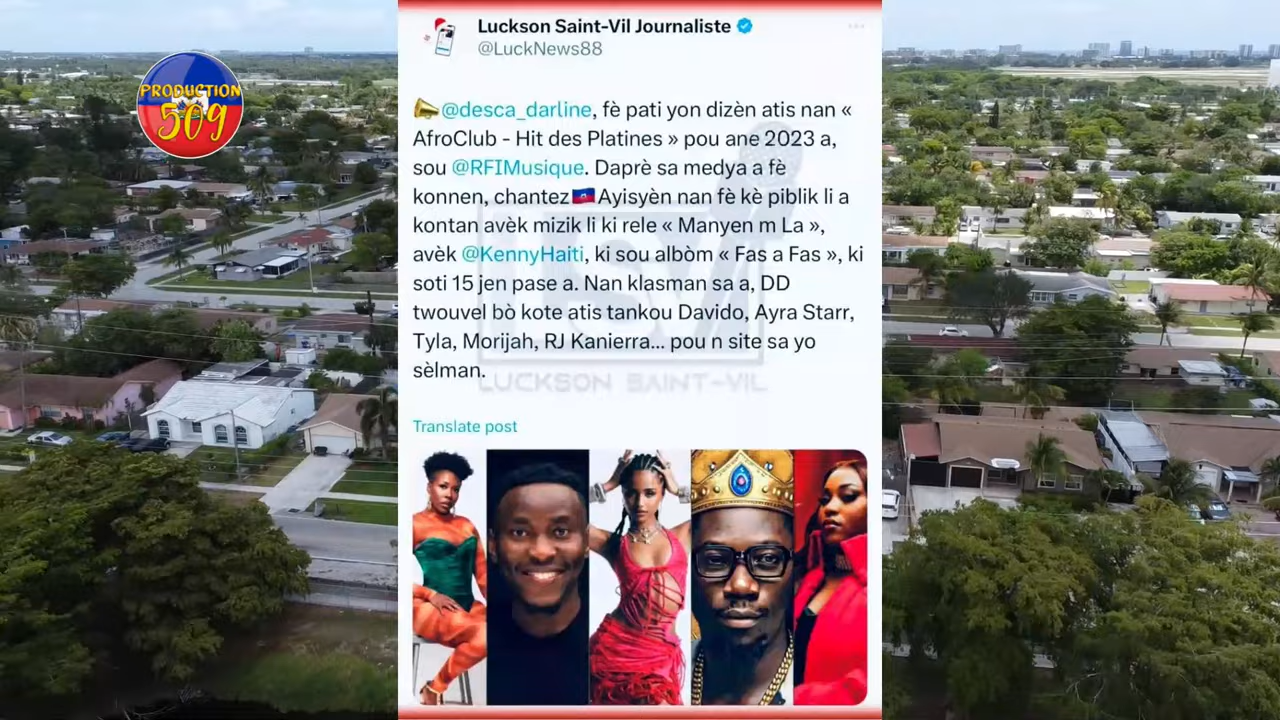 PRODUCTION
509
Luckson Saint-Vil Journaliste
@LuckNews88
@desca_darline, fè pati yon dizèn atis nan «
AfroClub - Hit des Platines » pou ane 2023 a,
sou @RFIMusique. Daprè sa medya a fè
konnen, chantez Ayisyèn nan fè kè piblik li a
kontan avèk mizik li ki rele « Manyen m La »,
avèk @KennyHaiti, ki sou albòm « Fas a Fas », ki
soti 15 jen pase a. Nan klasman sa a, DD
twouvel bò kote atis tankou Davido, Ayra Starr,
Tyla, Morijah, RJ Kanierra... pou n site sa yo
sèlman.
LUCKSON SAINT-VIL
Translate post